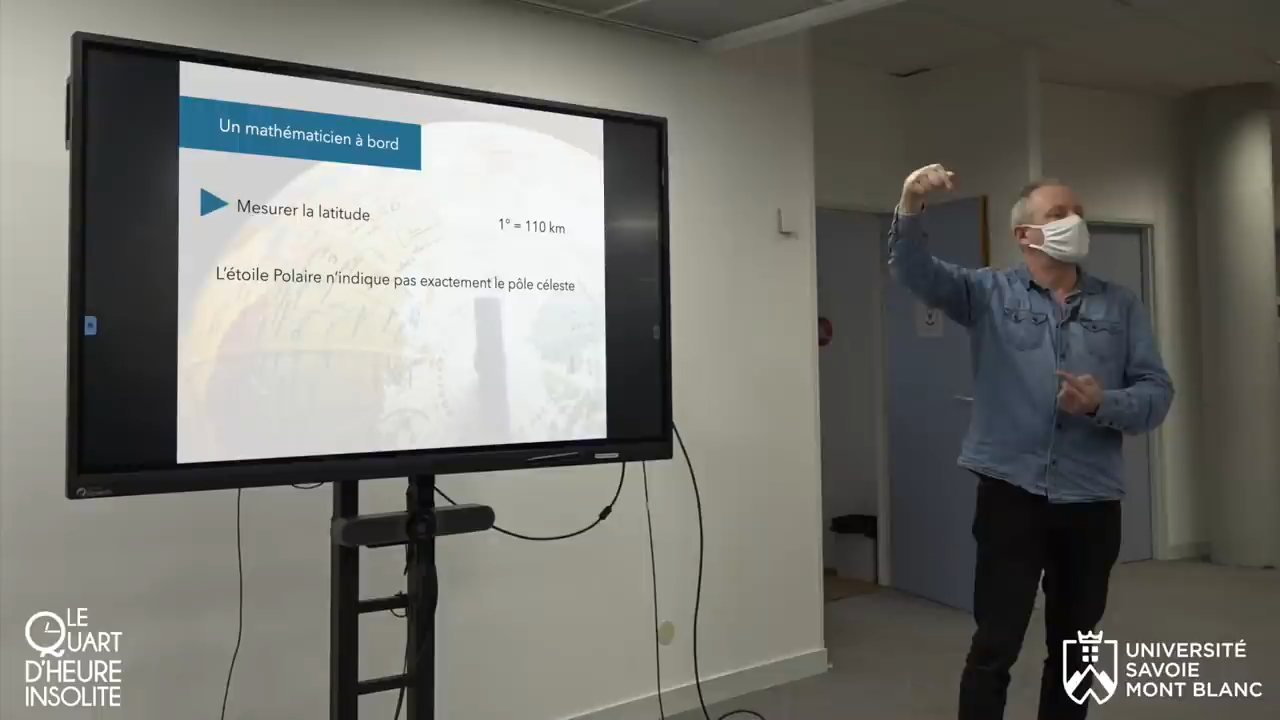 Un mathématicien à bord
Mesurer la latitude
1° = 110 km
L'étoile Polaire n'indique pas exactement le pôle céleste
LE
QUART
D'HEURE
INSOLITE
UNIVERSITÉ
SAVOIE
MONT BLANC